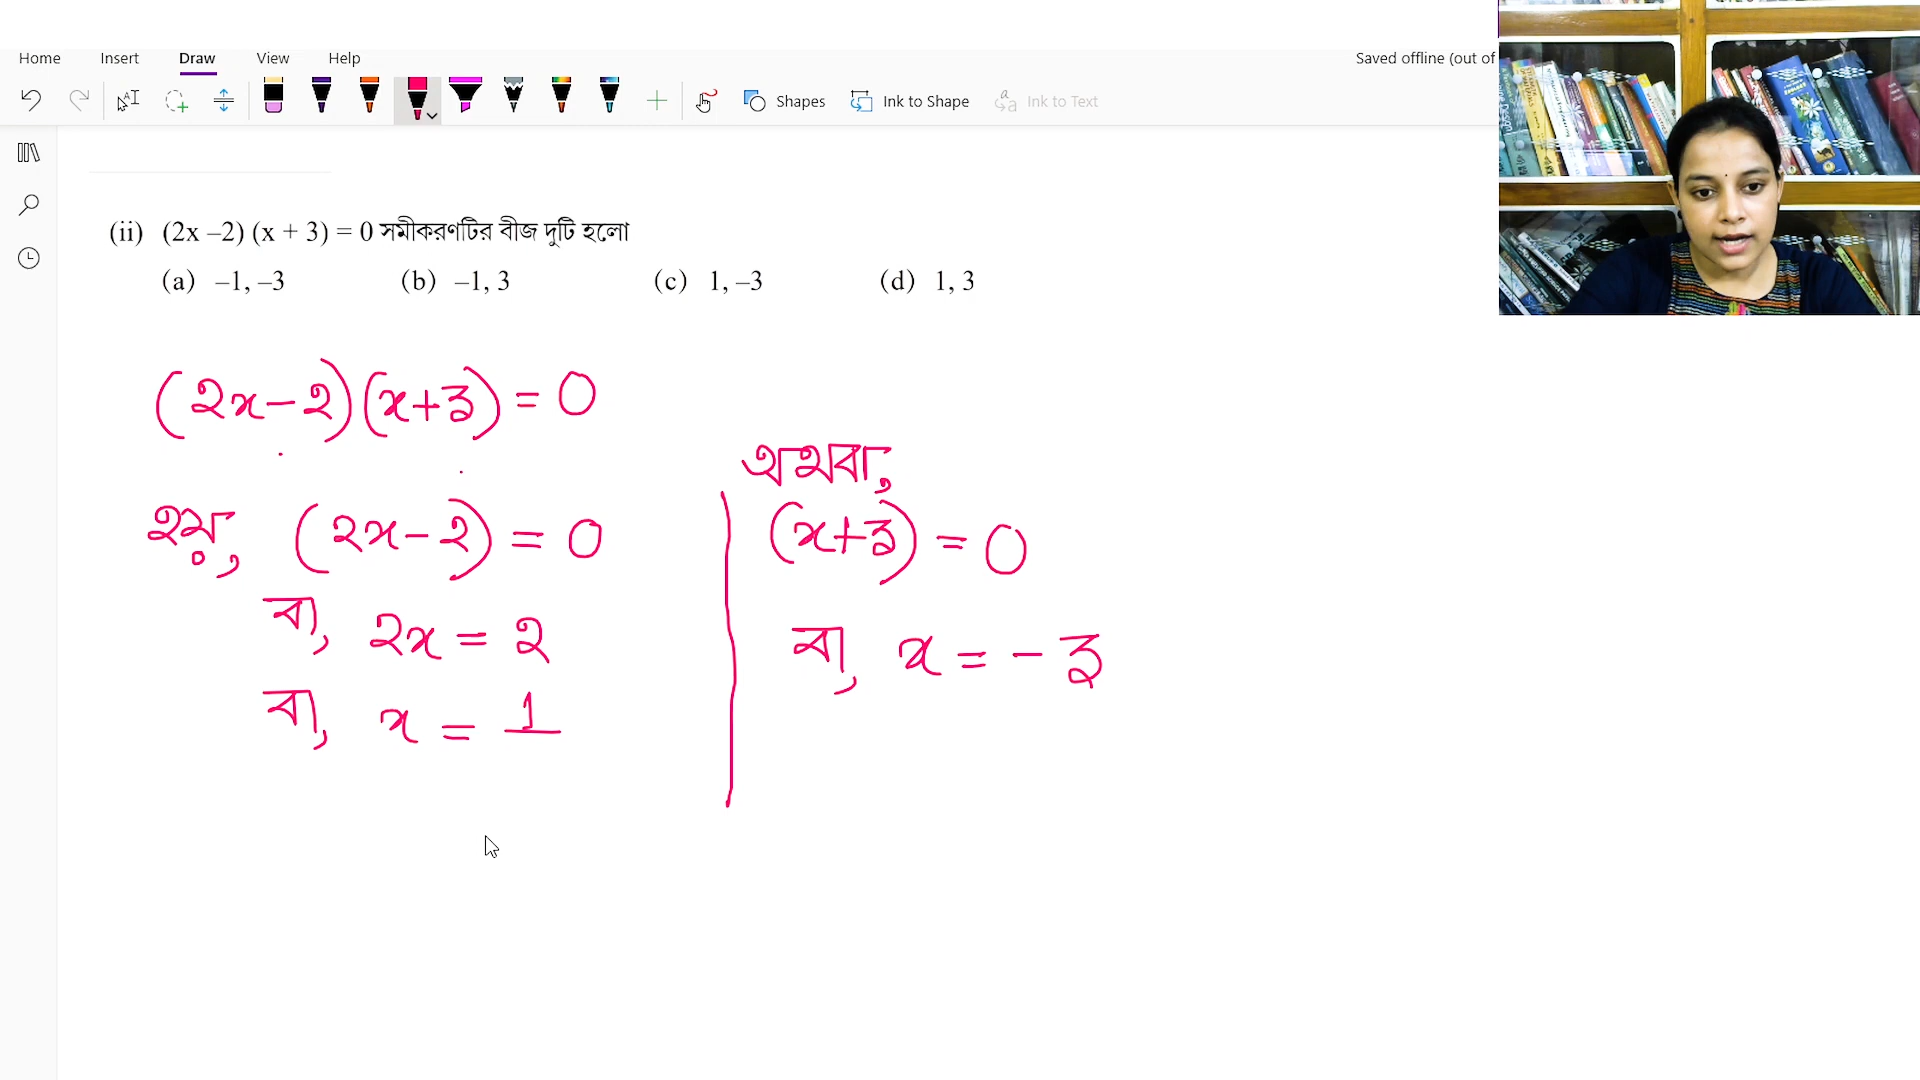 Home Insert Draw View Help Saved offline (out of
Shapes Ink to Shape Ink to Text
(ii) (2x –2) (x + 3) = 0 সমীকরণটির বীজ দুটি হলো
(a) –1, –3 (b) –1, 3 (c) 1, –3 (d) 1, 3
(2x-2)(x+3) = 0
অথবা,
হয়, (2x-2) = 0
(x+3) = 0
বা, 2x = 2
বা, x = -3
বা, x = 1